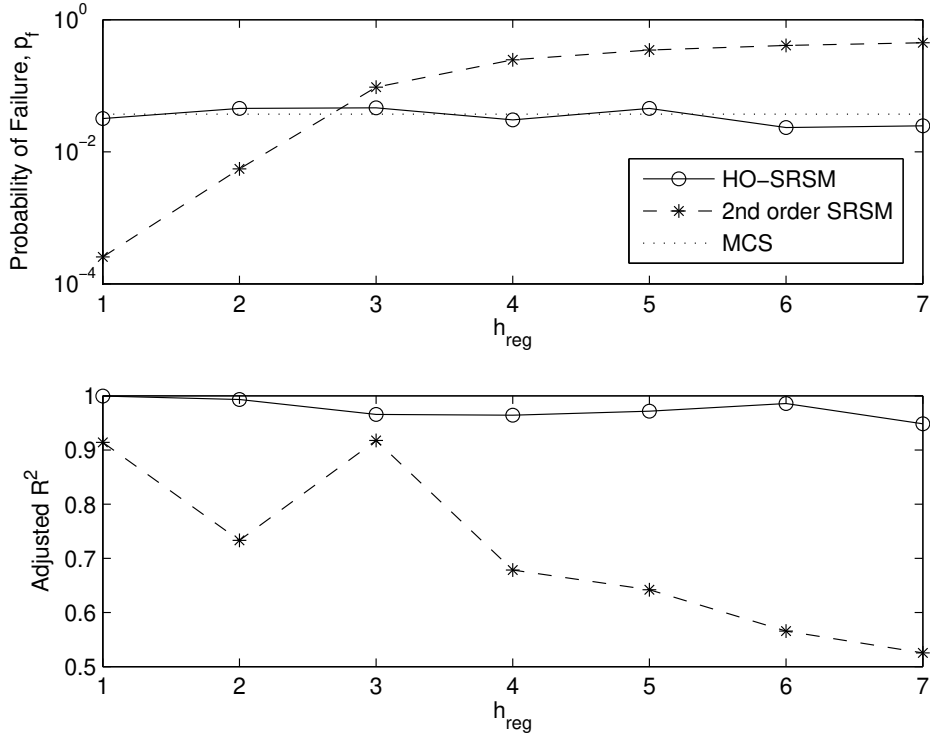 Probability of Failure, p_f
10^0
10^−2
10^−4
HO−SRSM
2nd order SRSM
MCS
1 2 3 4 5 6 7
h_reg
Adjusted R^2
1
0.9
0.8
0.7
0.6
0.5
1 2 3 4 5 6 7
h_reg